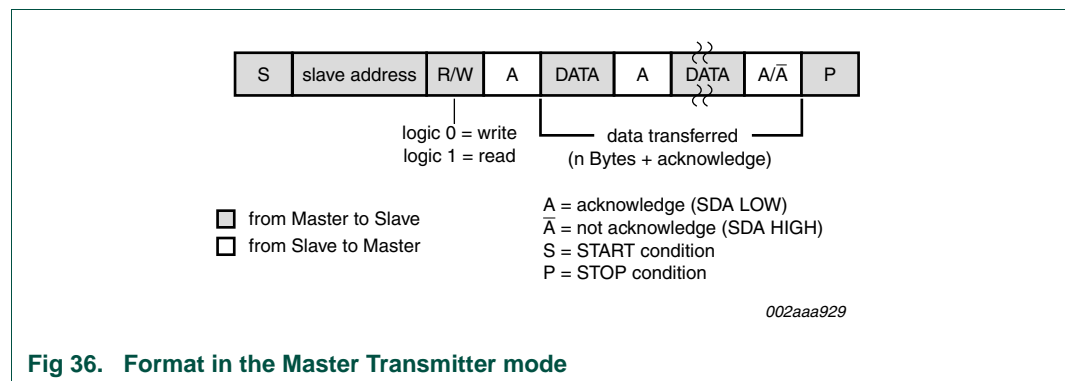 S slave address R/W A DATA A DATA A/A̅ P
logic 0 = write
logic 1 = read
data transferred
(n Bytes + acknowledge)
from Master to Slave
from Slave to Master
A = acknowledge (SDA LOW)
A̅ = not acknowledge (SDA HIGH)
S = START condition
P = STOP condition
002aaa929
Fig 36. Format in the Master Transmitter mode